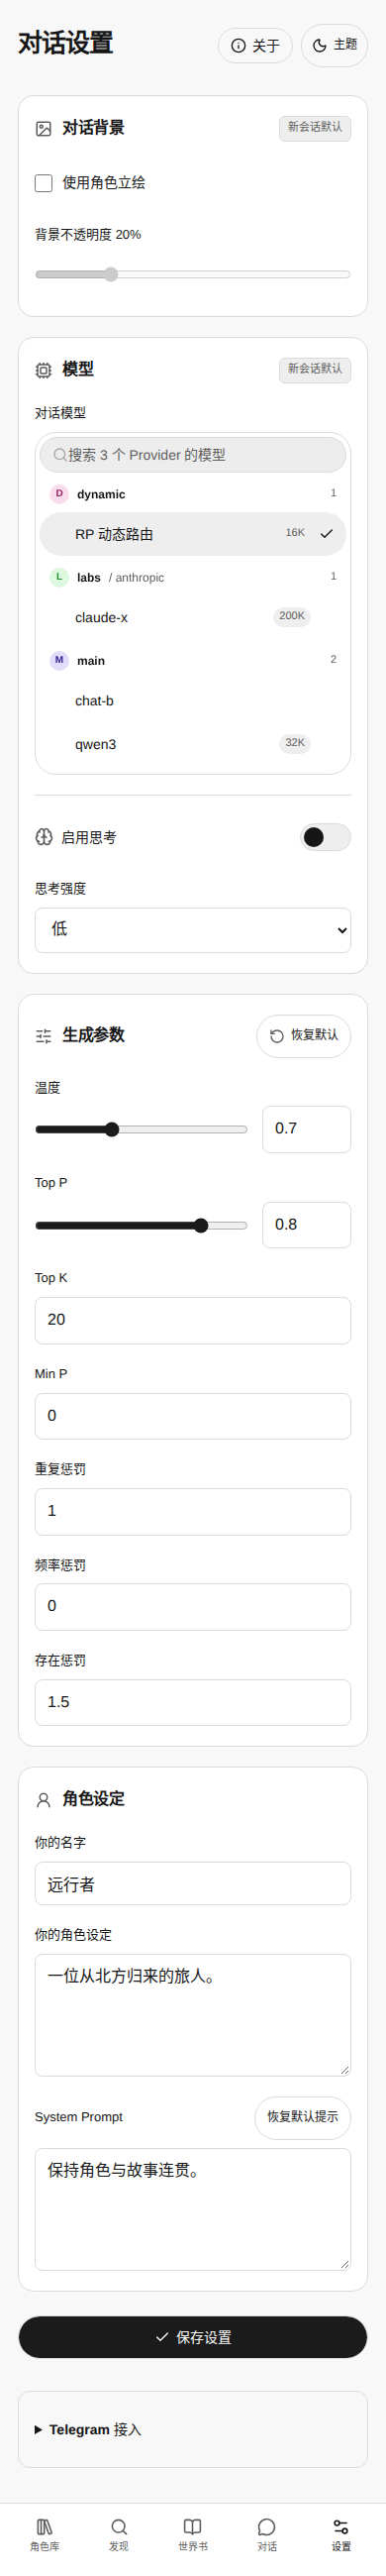 对话设置
关于
主题
对话背景
新会话默认
使用角色立绘
背景不透明度 20%
模型
新会话默认
对话模型
搜索 3 个 Provider 的模型
D dynamic 1
RP 动态路由 16K
L labs / anthropic 1
claude-x 200K
M main 2
chat-b
qwen3 32K
启用思考
思考强度
低
生成参数
恢复默认
温度
0.7
Top P
0.8
Top K
20
Min P
0
重复惩罚
1
频率惩罚
0
存在惩罚
1.5
角色设定
你的名字
远行者
你的角色设定
一位从北方归来的旅人。
System Prompt
恢复默认提示
保持角色与故事连贯。
保存设置
Telegram 接入
角色库
发现
世界书
对话
设置